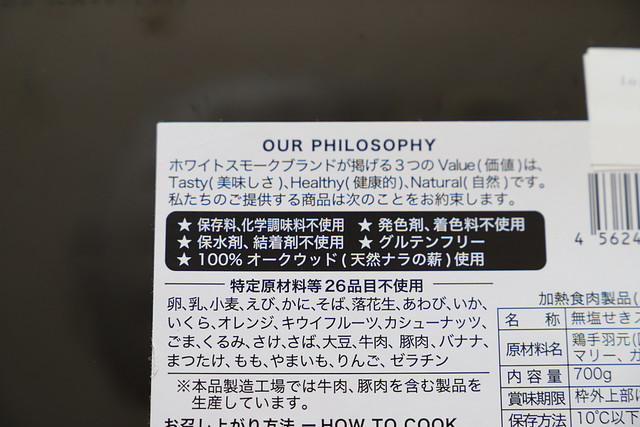 OUR PHILOSOPHY
ホワイトスモークブランドが掲げる3つのValue(価値)は、
Tasty(美味しさ)、Healthy(健康的)、Natural(自然)です。
私たちのご提供する商品は次のことをお約束します。
★ 保存料、化学調味料不使用 ★ 発色剤、着色料不使用
★ 保水剤、結着剤不使用 ★ グルテンフリー
★ 100% オークウッド(天然ナラの薪)使用
特定原材料等26品目不使用
卵、乳、小麦、えび、かに、そば、落花生、あわび、いか、
いくら、オレンジ、キウイフルーツ、カシューナッツ、
ごま、くるみ、さけ、さば、大豆、牛肉、豚肉、バナナ、
まつたけ、もも、やまいも、りんご、ゼラチン
※本品製造工場では牛肉、豚肉を含む製品を
生産しています。
お召し上がり方法 ー HOW TO COOK
4 5624
加熱食肉製品(
名 称 無塩せき
原材料名 鶏手羽元(
マリー、
内容量 700g
賞味期限 枠外上部に
保存方法 10℃以下